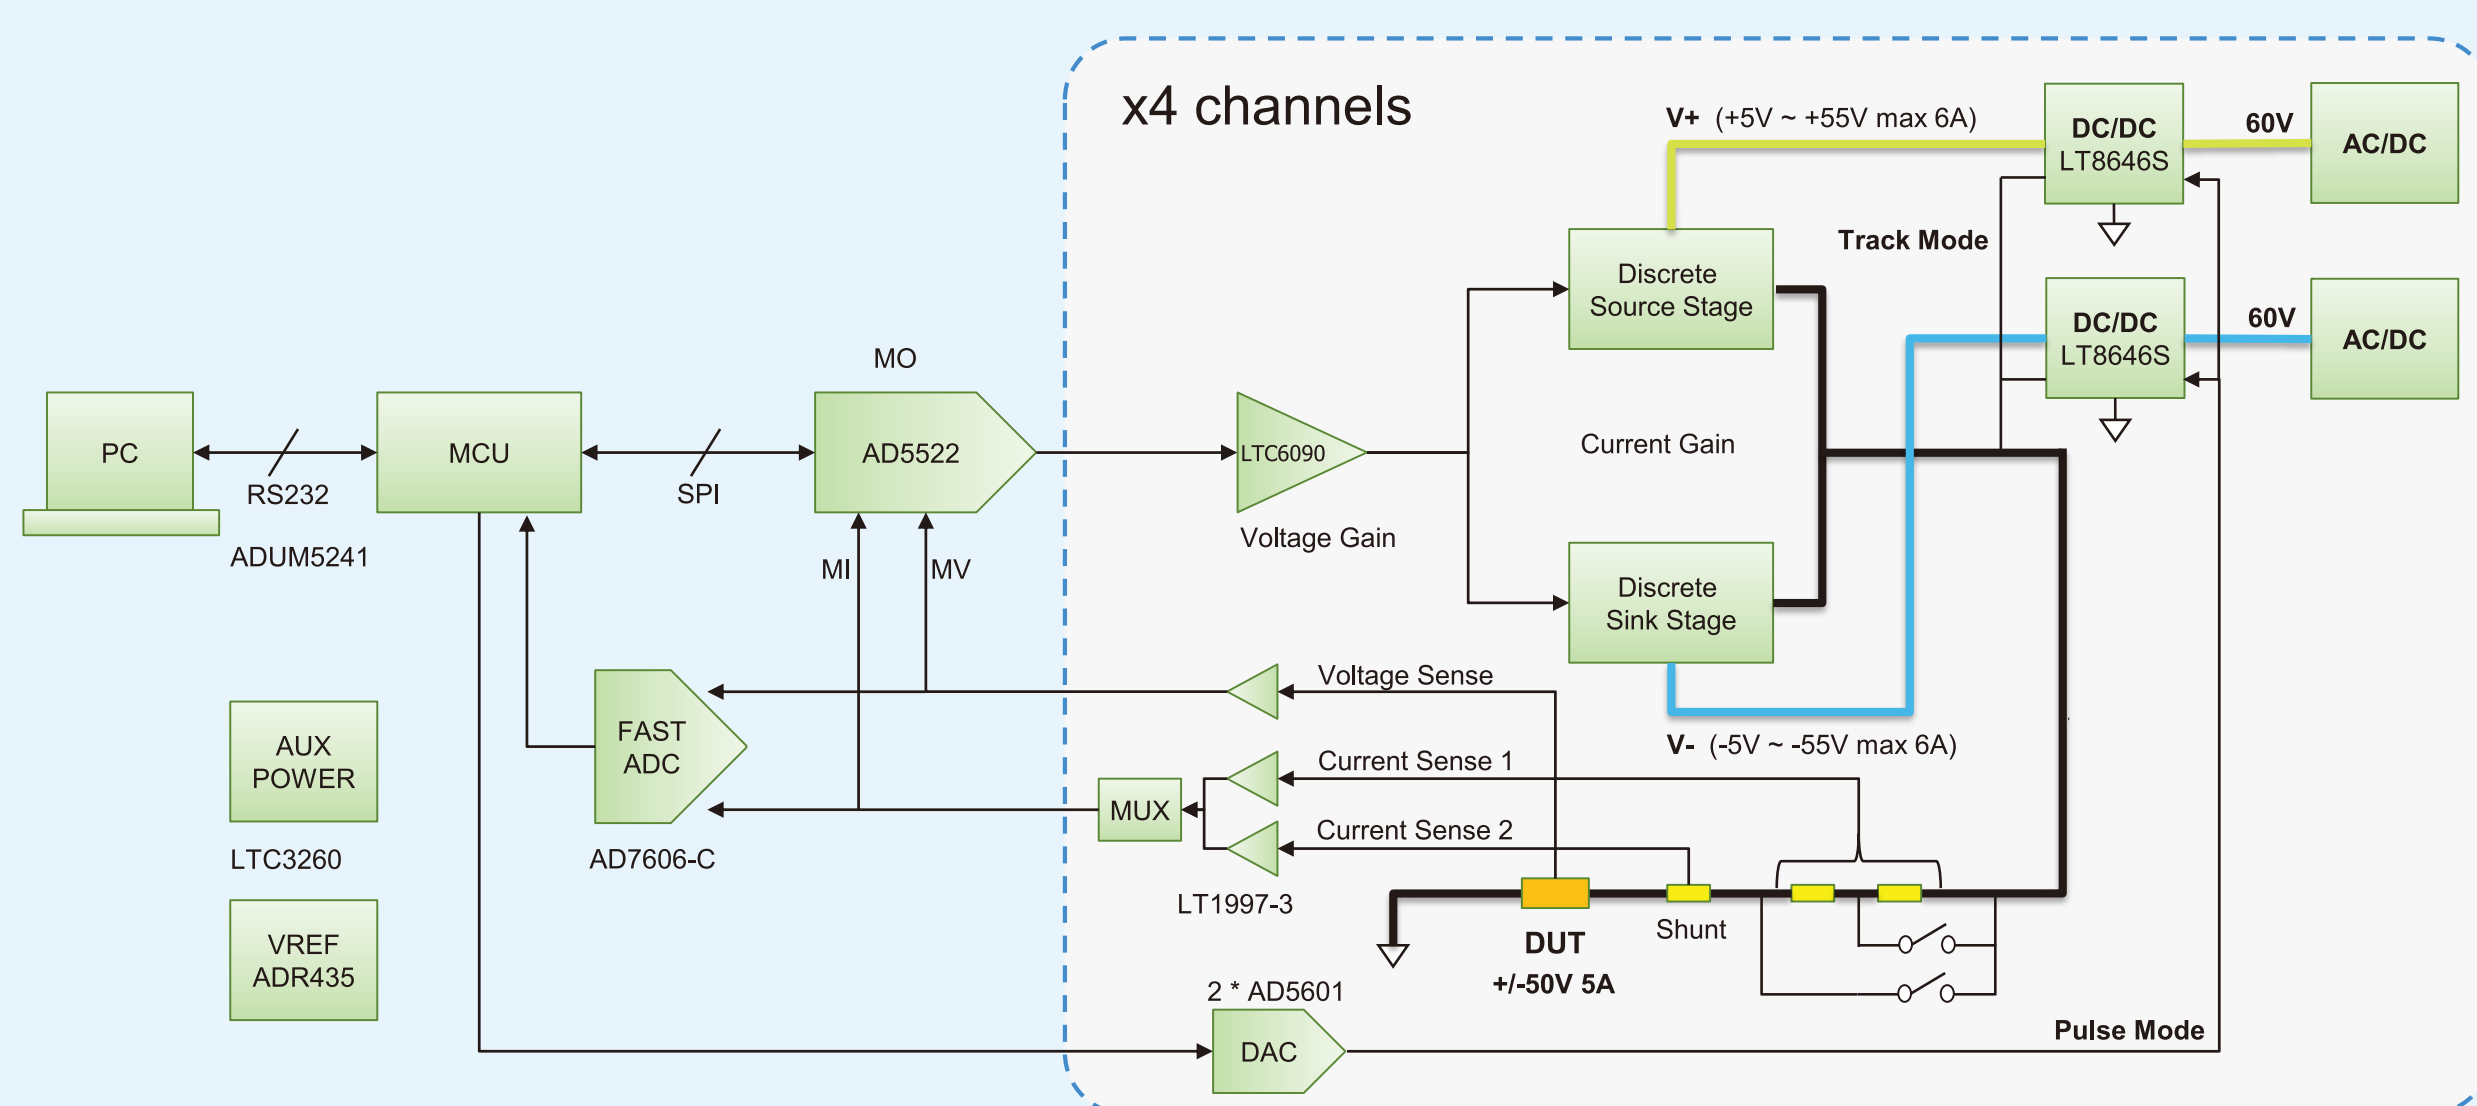 x4 channels
V+ (+5V ~ +55V max 6A)
DC/DC
LT8646S
60V
AC/DC
Track Mode
Discrete
Source Stage
DC/DC
LT8646S
60V
AC/DC
MO
PC
RS232
ADUM5241
MCU
SPI
AD5522
LTC6090
Voltage Gain
Current Gain
MI
MV
Discrete
Sink Stage
Voltage Sense
V- (-5V ~ -55V max 6A)
FAST
ADC
AD7606-C
AUX
POWER
LTC3260
MUX
Current Sense 1
Current Sense 2
LT1997-3
VREF
ADR435
Shunt
DUT
+/-50V 5A
2 * AD5601
DAC
Pulse Mode